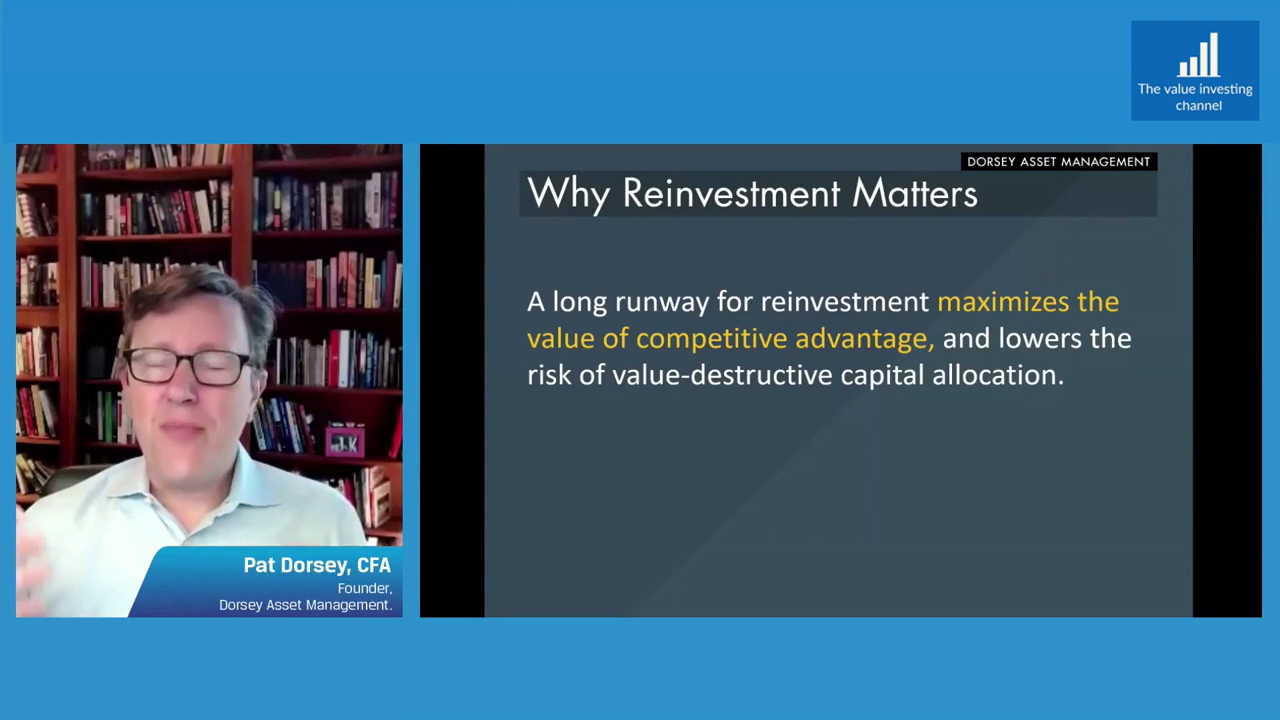 The value investing
channel
DORSEY ASSET MANAGEMENT
Why Reinvestment Matters
A long runway for reinvestment maximizes the
value of competitive advantage, and lowers the
risk of value-destructive capital allocation.
Pat Dorsey, CFA
Founder,
Dorsey Asset Management.